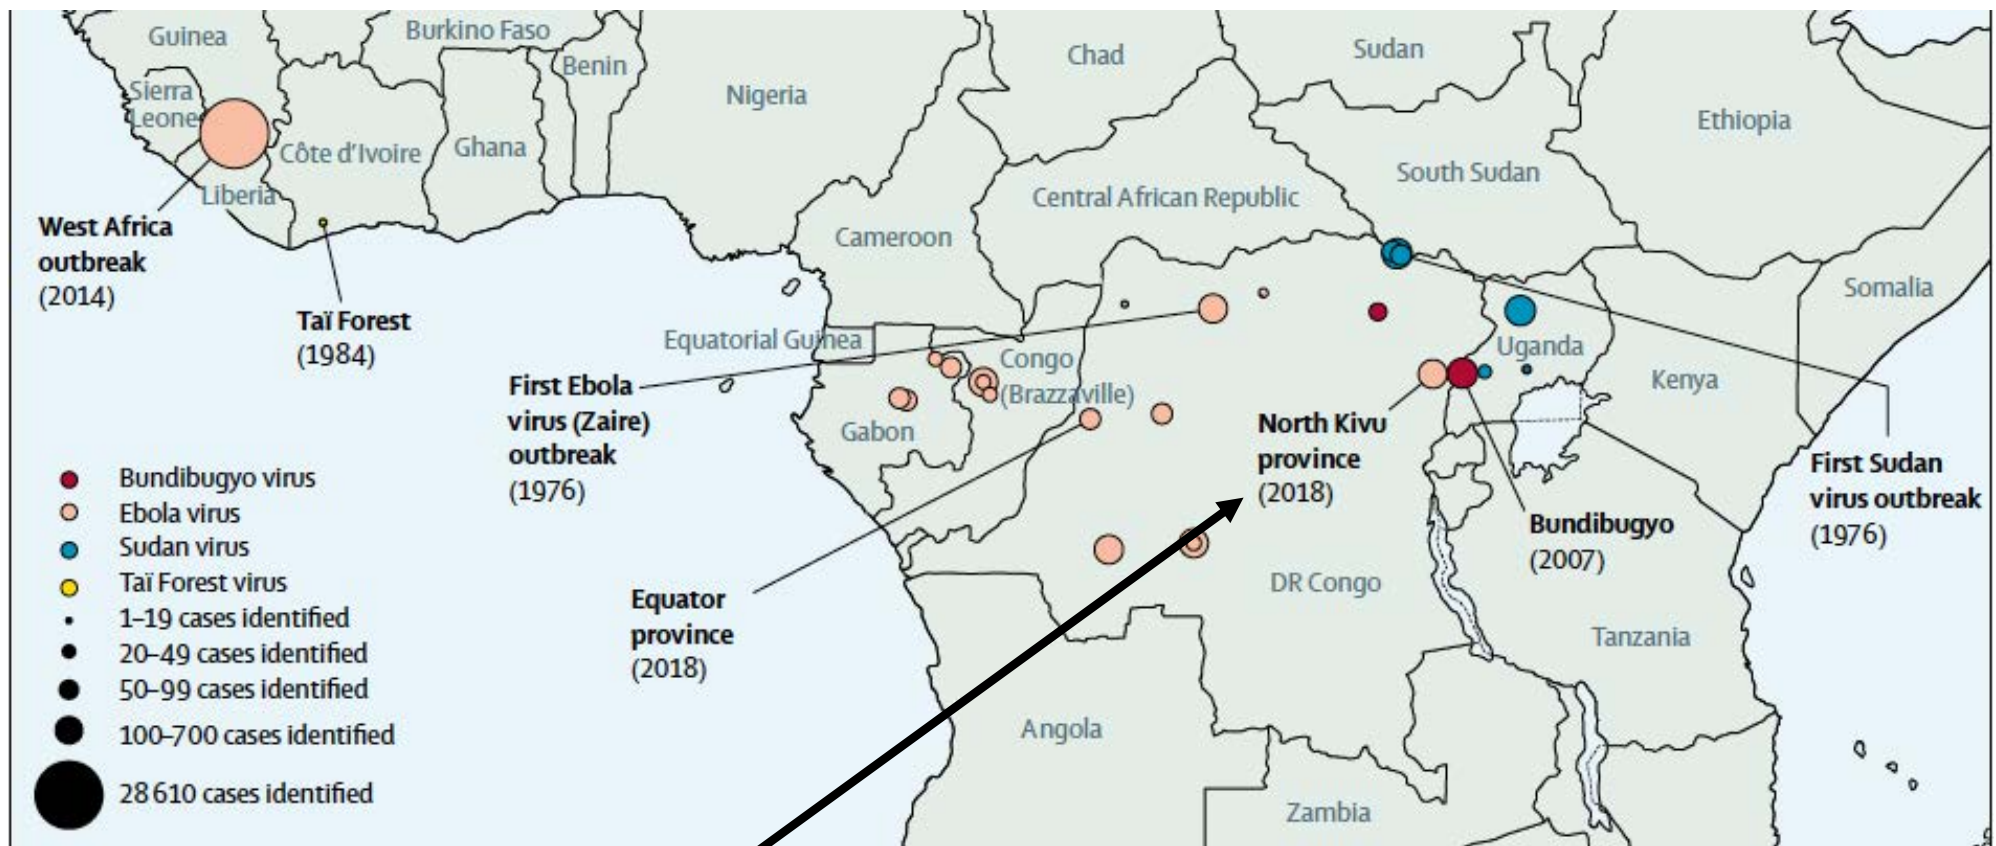 Guinea
Burkino Faso
Benin
Sierra
Leone
Nigeria
Chad
Sudan
Ethiopia
Côte d'Ivoire
Ghana
Liberia
South Sudan
Central African Republic
Cameroon
West Africa
outbreak
(2014)
Taï Forest
(1984)
Equatorial Guinea
Congo
(Brazzaville)
Gabon
Uganda
Kenya
Somalia
First Ebola
virus (Zaire)
outbreak
(1976)
North Kivu
province
(2018)
First Sudan
virus outbreak
(1976)
Bundibugyo
(2007)
Equator
province
(2018)
DR Congo
Tanzania
Angola
Zambia
Bundibugyo virus
Ebola virus
Sudan virus
Taï Forest virus
1–19 cases identified
20–49 cases identified
50–99 cases identified
100–700 cases identified
28 610 cases identified